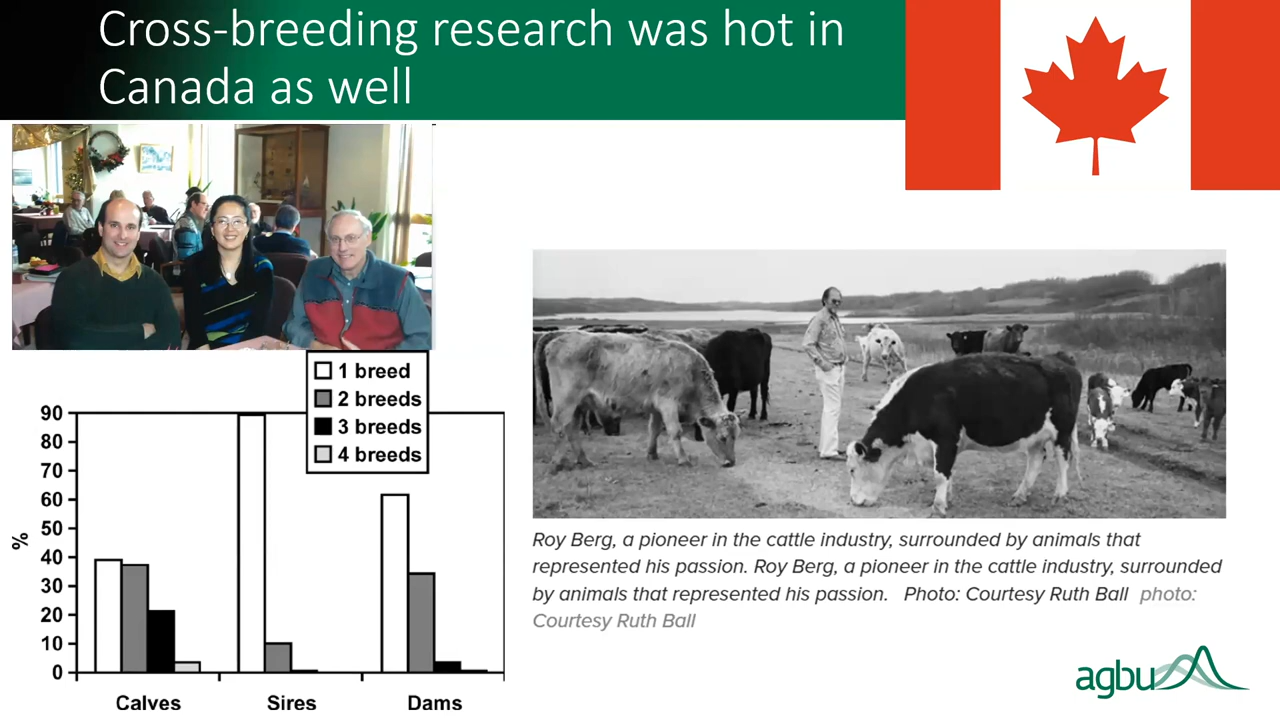 Cross-breeding research was hot in
Canada as well
1 breed
2 breeds
3 breeds
4 breeds
90
80
70
60
50
40
30
20
10
0
%
Calves
Sires
Dams
Roy Berg, a pioneer in the cattle industry, surrounded by animals that
represented his passion. Roy Berg, a pioneer in the cattle industry, surrounded
by animals that represented his passion. Photo: Courtesy Ruth Ball photo:
Courtesy Ruth Ball
agbu